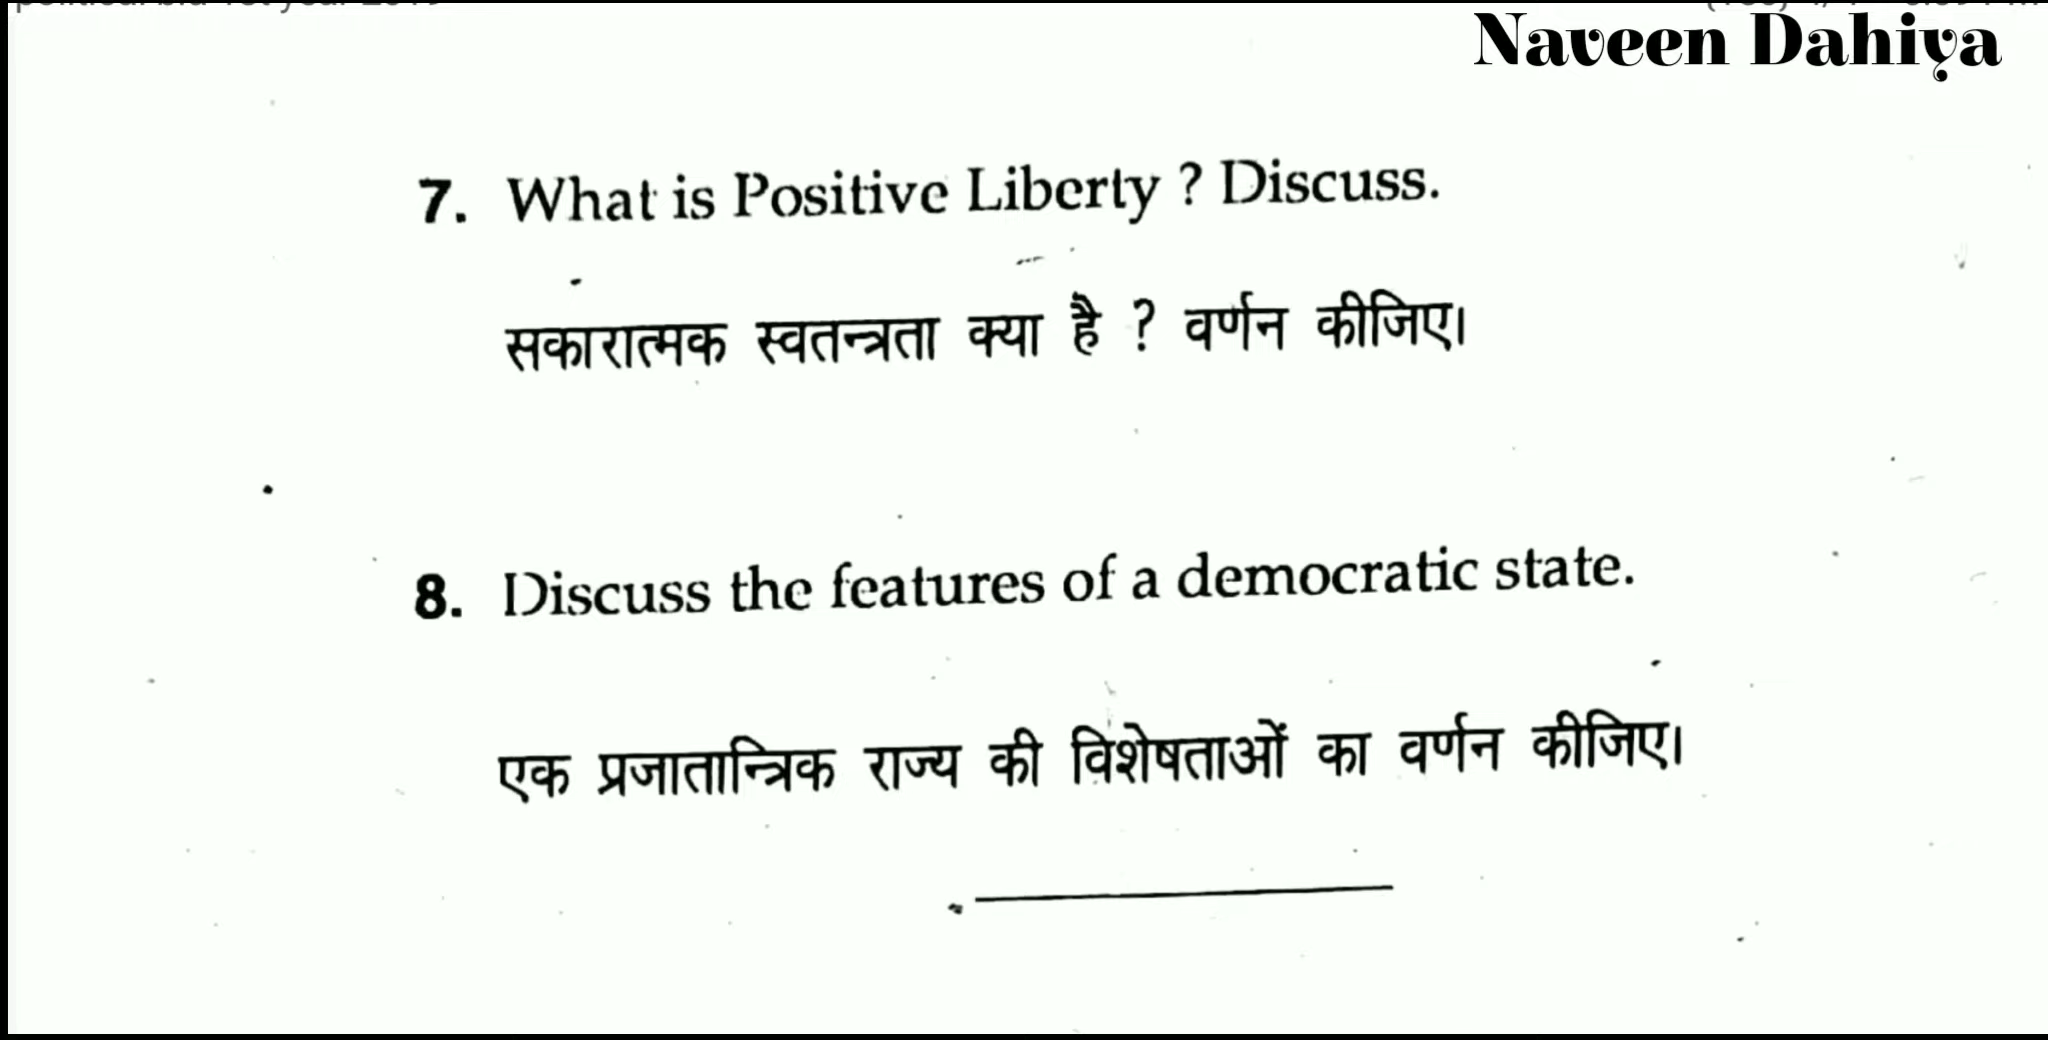 Naveen Dahiya
7. What is Positive Liberty ? Discuss.
सकारात्मक स्वतन्त्रता क्या है ? वर्णन कीजिए।
8. Discuss the features of a democratic state.
एक प्रजातान्त्रिक राज्य की विशेषताओं का वर्णन कीजिए।